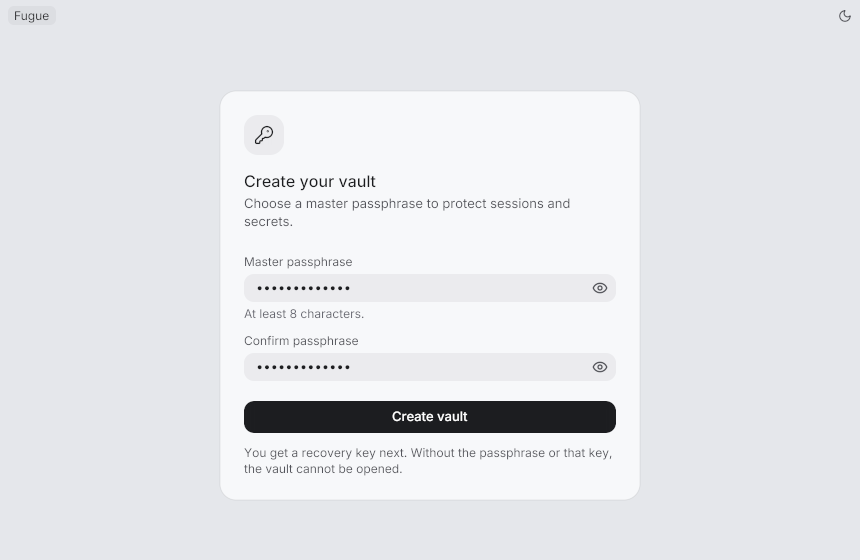 Fugue
Create your vault
Choose a master passphrase to protect sessions and
secrets.
Master passphrase
•••••••••••••
At least 8 characters.
Confirm passphrase
•••••••••••••
Create vault
You get a recovery key next. Without the passphrase or that key,
the vault cannot be opened.